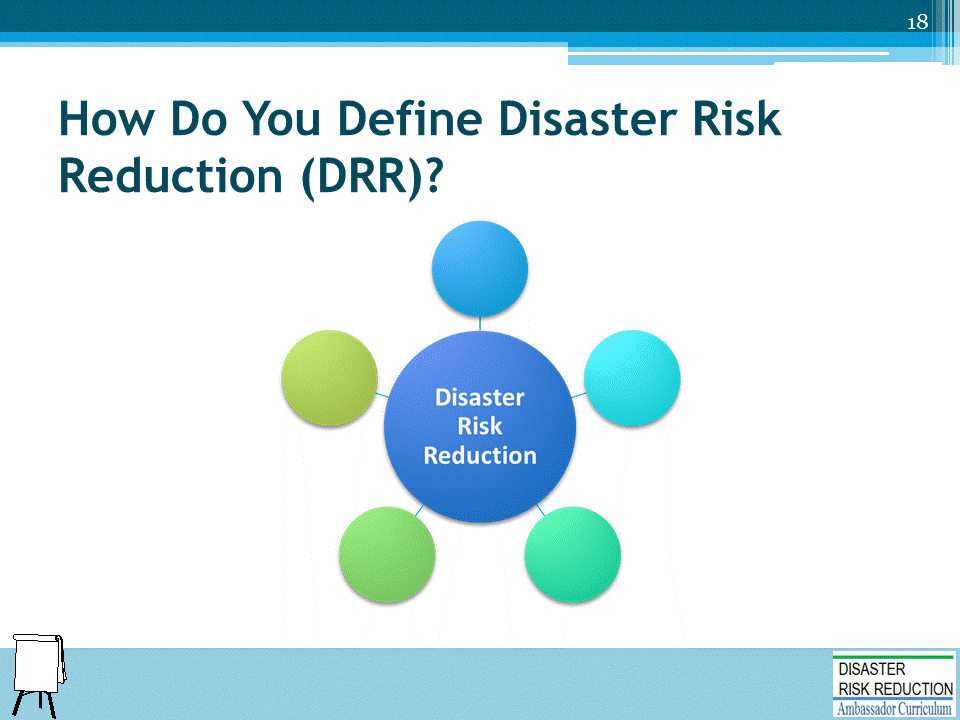 18
How Do You Define Disaster Risk
Reduction (DRR)?
Disaster
Risk
Reduction
DISASTER
RISK REDUCTION
Ambassador Curriculum